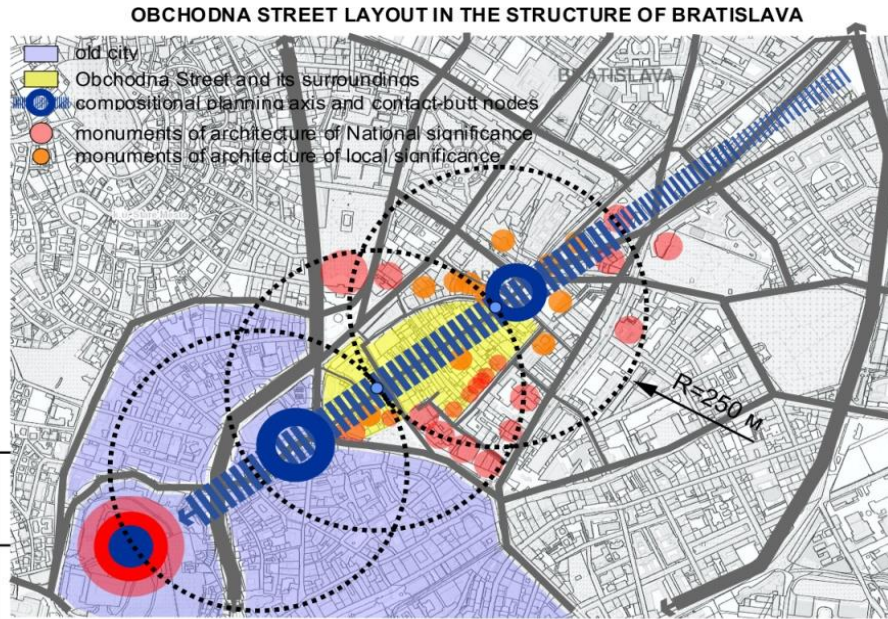 OBCHODNA STREET LAYOUT IN THE STRUCTURE OF BRATISLAVA
old city
Obchodna Street and its surroundings
compositional planning axis and contact-butt nodes
monuments of architecture of National significance
monuments of architecture of local significance
BRATISLAVA
R=250 м